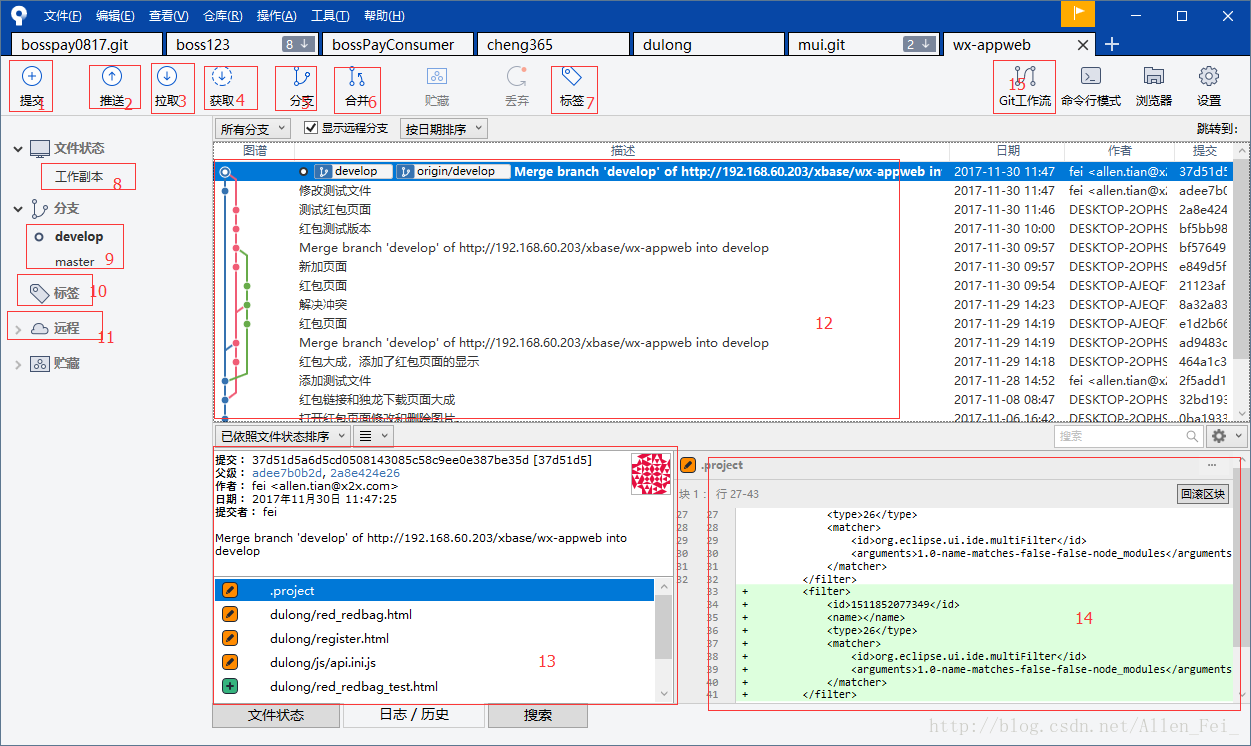 文件(F) 编辑(E) 查看(V) 仓库(R) 操作(A) 工具(T) 帮助(H)
bosspay0817.git boss123 8 bossPayConsumer cheng365 dulong mui.git 2 wx-appweb
提交 1 推送 2 拉取 3 获取 4 分支 5 合并 6 贮藏 丢弃 标签 7 15 Git工作流 命令行模式 浏览器 设置
所有分支 显示远程分支 按日期排序 跳转到:
文件状态
工作副本 8
分支
develop
master 9
标签 10
远程 11
贮藏
图谱 描述 日期 作者 提交
develop origin/develop Merge branch 'develop' of http://192.168.60.203/xbase/wx-appweb in 2017-11-30 11:47 fei <allen.tian@x 37d51d5
修改测试文件 2017-11-30 11:47 fei <allen.tian@x adee7b0
测试红包页面 2017-11-30 11:46 DESKTOP-2OPHS 2a8e424
红包测试版本 2017-11-30 10:00 DESKTOP-2OPHS bf5bb98
Merge branch 'develop' of http://192.168.60.203/xbase/wx-appweb into develop 2017-11-30 09:57 DESKTOP-2OPHS bf57649
新加页面 2017-11-30 09:57 DESKTOP-2OPHS e849d5f
红包页面 2017-11-30 09:54 DESKTOP-AJEQF 21123af
解决冲突 2017-11-29 14:23 DESKTOP-AJEQF 8a32a83
红包页面 2017-11-29 14:19 DESKTOP-AJEQF e1d2b66
Merge branch 'develop' of http://192.168.60.203/xbase/wx-appweb into develop 2017-11-29 14:19 DESKTOP-2OPHS ad9483c
红包大成，添加了红包页面的显示 2017-11-29 14:18 DESKTOP-2OPHS 464a1c3
添加测试文件 2017-11-28 14:52 fei <allen.tian@x 2f5add1
红包链接和独龙下载页面大成 2017-11-08 08:47 DESKTOP-2OPHS 32bd193
打开红包页面修改和删除图片 2017-11-06 16:42 DESKTOP-2OPHS 0ba1933
12
已依照文件状态排序 搜索
提交： 37d51d5a6d5cd0508143085c58c9ee0e387be35d [37d51d5]
父级： adee7b0b2d, 2a8e424e26
作者： fei <allen.tian@x2x.com>
日期： 2017年11月30日 11:47:25
提交者： fei
Merge branch 'develop' of http://192.168.60.203/xbase/wx-appweb into
develop
.project
dulong/red_redbag.html
dulong/register.html
dulong/js/api.ini.js
dulong/red_redbag_test.html
13
.project ...
块 1： 行 27-43 回滚区块
27 27 <type>26</type>
28 28 <matcher>
29 29 <id>org.eclipse.ui.ide.multiFilter</id>
30 30 <arguments>1.0-name-matches-false-false-node_modules</arguments
31 31 </matcher>
32 32 </filter>
33 + <filter>
34 + <id>1511852077349</id>
35 + <name></name>
36 + <type>26</type>
37 + <matcher>
38 + <id>org.eclipse.ui.ide.multiFilter</id>
39 + <arguments>1.0-name-matches-false-false-node_modules</arguments
40 + </matcher>
41 + </filter>
14
文件状态 日志 / 历史 搜索
http://blog.csdn.net/Allen_Fei_